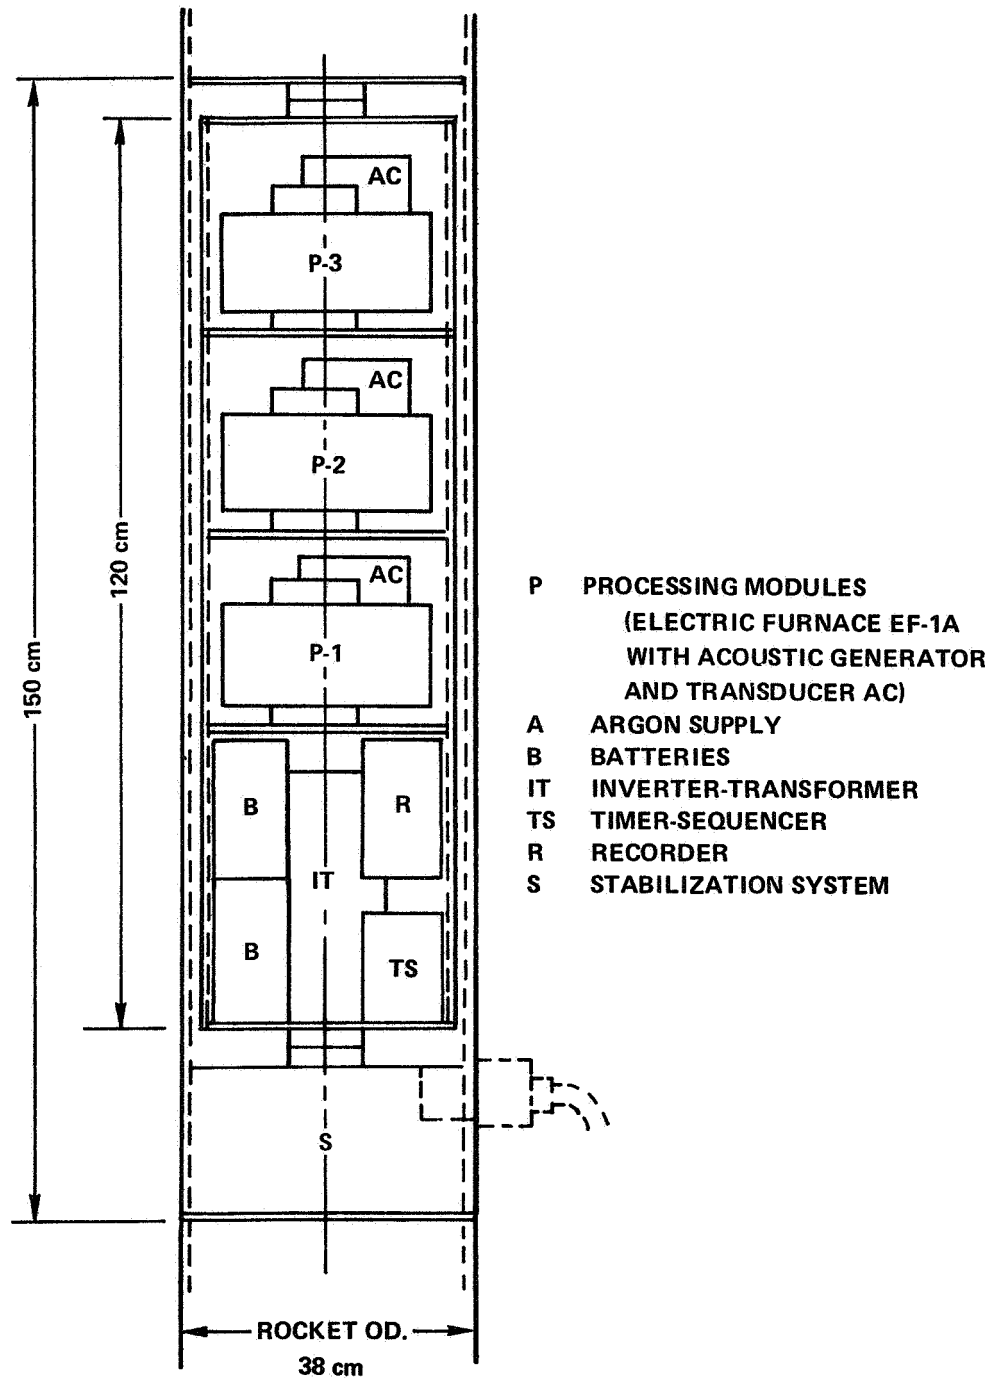 AC
P-3
AC
P-2
AC
P-1
B
R
IT
B
TS
S
120 cm
150 cm
P PROCESSING MODULES
(ELECTRIC FURNACE EF-1A
WITH ACOUSTIC GENERATOR
AND TRANSDUCER AC)
A ARGON SUPPLY
B BATTERIES
IT INVERTER-TRANSFORMER
TS TIMER-SEQUENCER
R RECORDER
S STABILIZATION SYSTEM
ROCKET OD.
38 cm